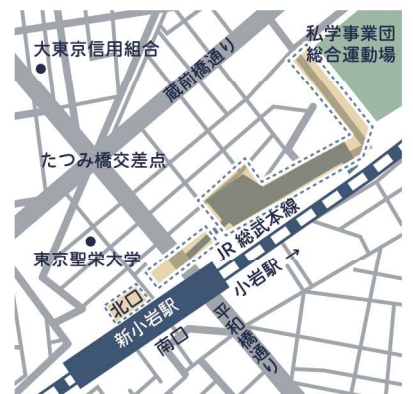 私学事業団
総合運動場
大東京信用組合
蔵前橋通り
たつみ橋交差点
東京聖栄大学
JR 総武本線
小岩駅 →
北口
新小岩駅
南口
平和橋通り